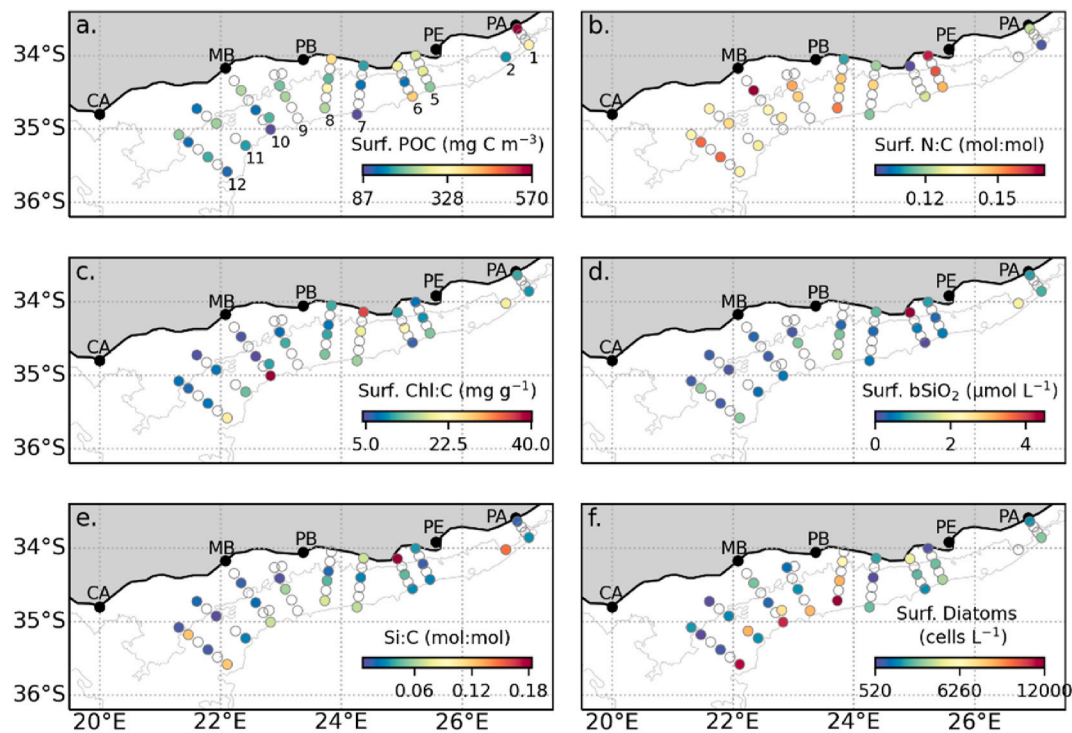 a.
MB
PB
PE
PA
CA
34°S
35°S
36°S
1
2
5
6
7
8
9
10
11
12
Surf. POC (mg C m⁻³)
87 328 570
b.
MB
PB
PE
PA
CA
Surf. N:C (mol:mol)
0.12 0.15
c.
MB
PB
PE
PA
CA
34°S
35°S
36°S
Surf. Chl:C (mg g⁻¹)
5.0 22.5 40.0
d.
MB
PB
PE
PA
CA
Surf. bSiO₂ (μmol L⁻¹)
0 2 4
e.
MB
PB
PE
PA
CA
34°S
35°S
36°S
Si:C (mol:mol)
0.06 0.12 0.18
20°E 22°E 24°E 26°E
f.
MB
PB
PE
PA
CA
Surf. Diatoms
(cells L⁻¹)
520 6260 12000
20°E 22°E 24°E 26°E